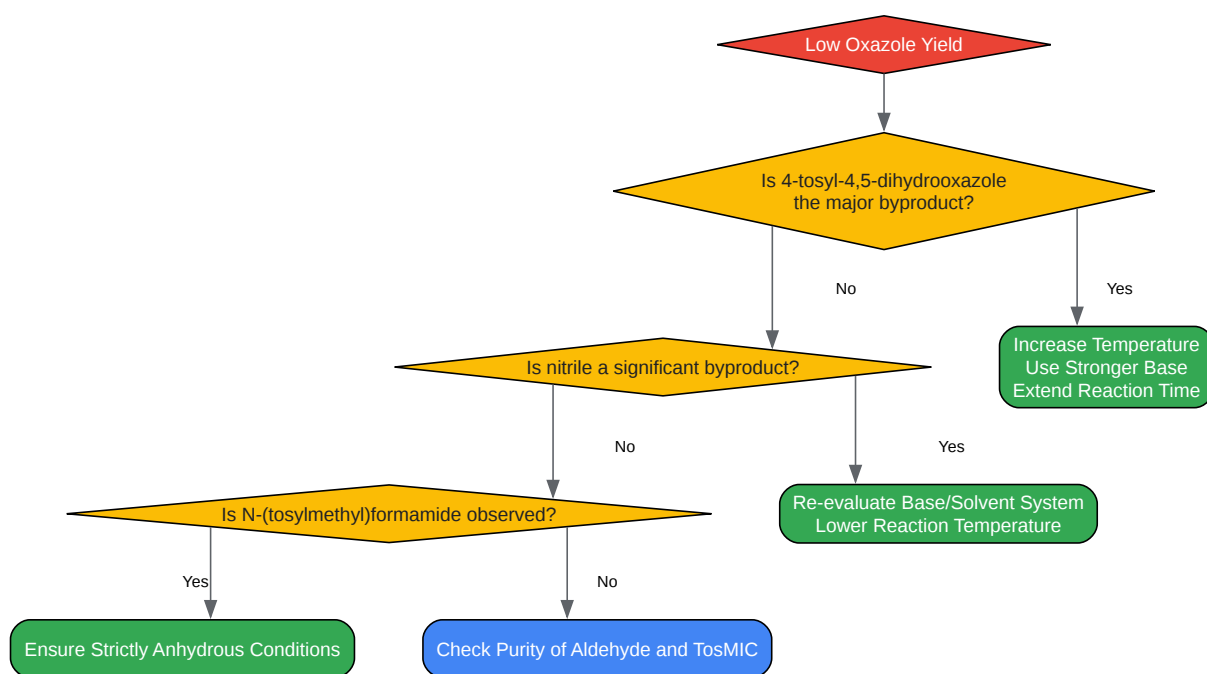 Low Oxazole Yield
Is 4-tosyl-4,5-dihydrooxazole
the major byproduct?
No
Yes
Increase Temperature
Use Stronger Base
Extend Reaction Time
Is nitrile a significant byproduct?
No
Yes
Re-evaluate Base/Solvent System
Lower Reaction Temperature
Is N-(tosylmethyl)formamide observed?
Yes
No
Ensure Strictly Anhydrous Conditions
Check Purity of Aldehyde and TosMIC